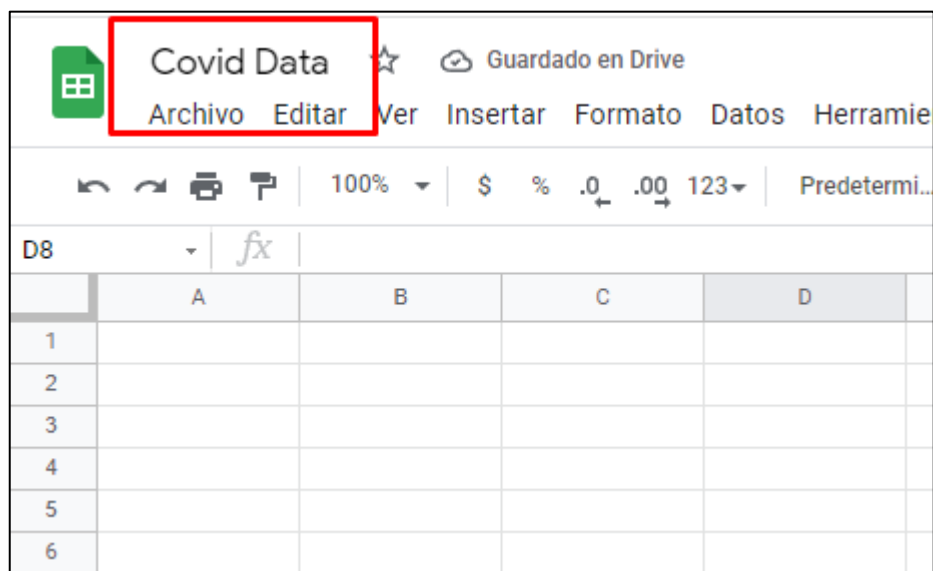 Covid Data Guardado en Drive
Archivo Editar Ver Insertar Formato Datos Herramie
100% $ % .0 .00 123 Predetermi...
D8 fx
A B C D
1
2
3
4
5
6